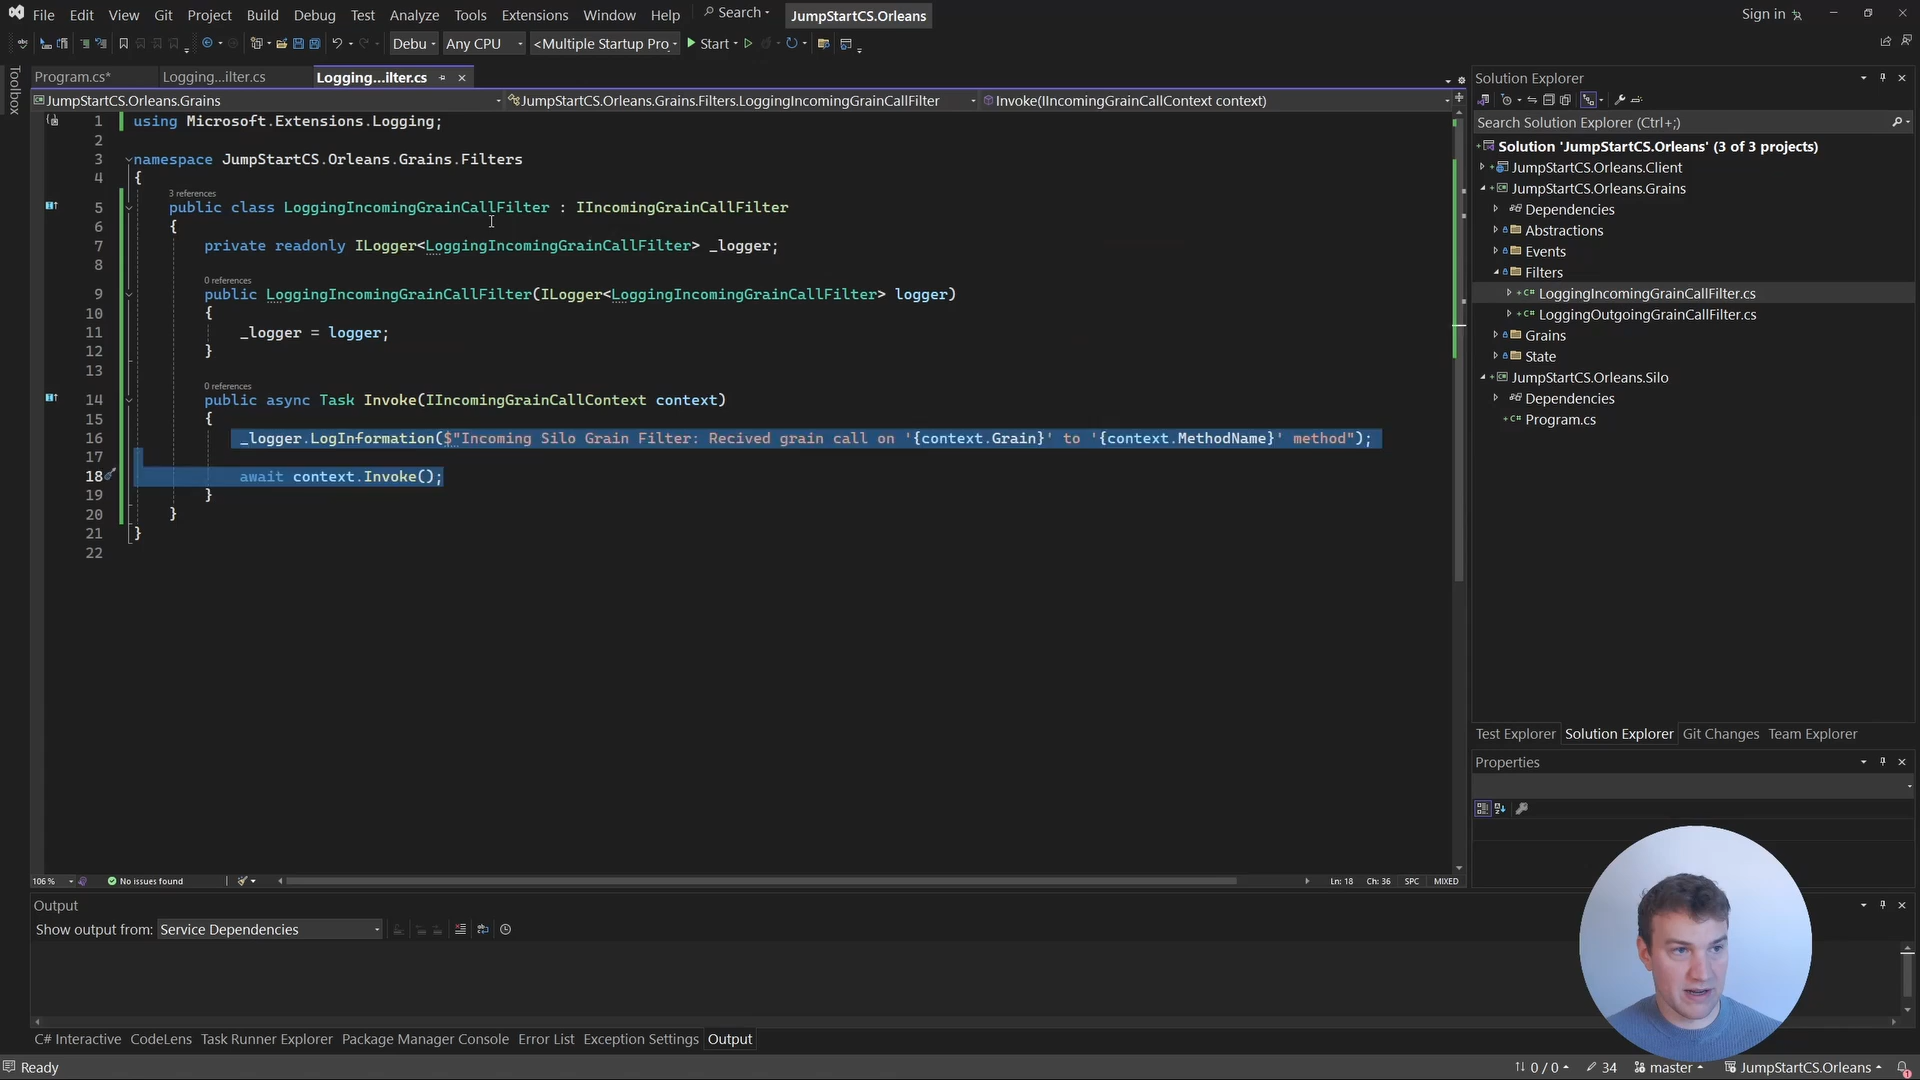 File Edit View Git Project Build Debug Test Analyze Tools Extensions Window Help Search JumpStartCS.Orleans Sign in
Debu Any CPU <Multiple Startup Pro Start
Toolbox
Program.cs* Logging...ilter.cs Logging...ilter.cs
JumpStartCS.Orleans.Grains JumpStartCS.Orleans.Grains.Filters.LoggingIncomingGrainCallFilter Invoke(IIncomingGrainCallContext context)
1 using Microsoft.Extensions.Logging;
2
3 namespace JumpStartCS.Orleans.Grains.Filters
4 {
3 references
5 public class LoggingIncomingGrainCallFilter : IIncomingGrainCallFilter
6 {
7 private readonly ILogger<LoggingIncomingGrainCallFilter> _logger;
8
0 references
9 public LoggingIncomingGrainCallFilter(ILogger<LoggingIncomingGrainCallFilter> logger)
10 {
11 _logger = logger;
12 }
13
0 references
14 public async Task Invoke(IIncomingGrainCallContext context)
15 {
16 _logger.LogInformation($"Incoming Silo Grain Filter: Recived grain call on '{context.Grain}' to '{context.MethodName}' method");
17
18 await context.Invoke();
19 }
20 }
21 }
22
106 % No issues found Ln: 18 Ch: 36 SPC MIXED
Solution Explorer
Search Solution Explorer (Ctrl+;)
Solution 'JumpStartCS.Orleans' (3 of 3 projects)
JumpStartCS.Orleans.Client
JumpStartCS.Orleans.Grains
Dependencies
Abstractions
Events
Filters
LoggingIncomingGrainCallFilter.cs
LoggingOutgoingGrainCallFilter.cs
Grains
State
JumpStartCS.Orleans.Silo
Dependencies
Program.cs
Test Explorer Solution Explorer Git Changes Team Explorer
Properties
Output
Show output from: Service Dependencies
C# Interactive CodeLens Task Runner Explorer Package Manager Console Error List Exception Settings Output
Ready 0 / 0 34 master JumpStartCS.Orleans 1